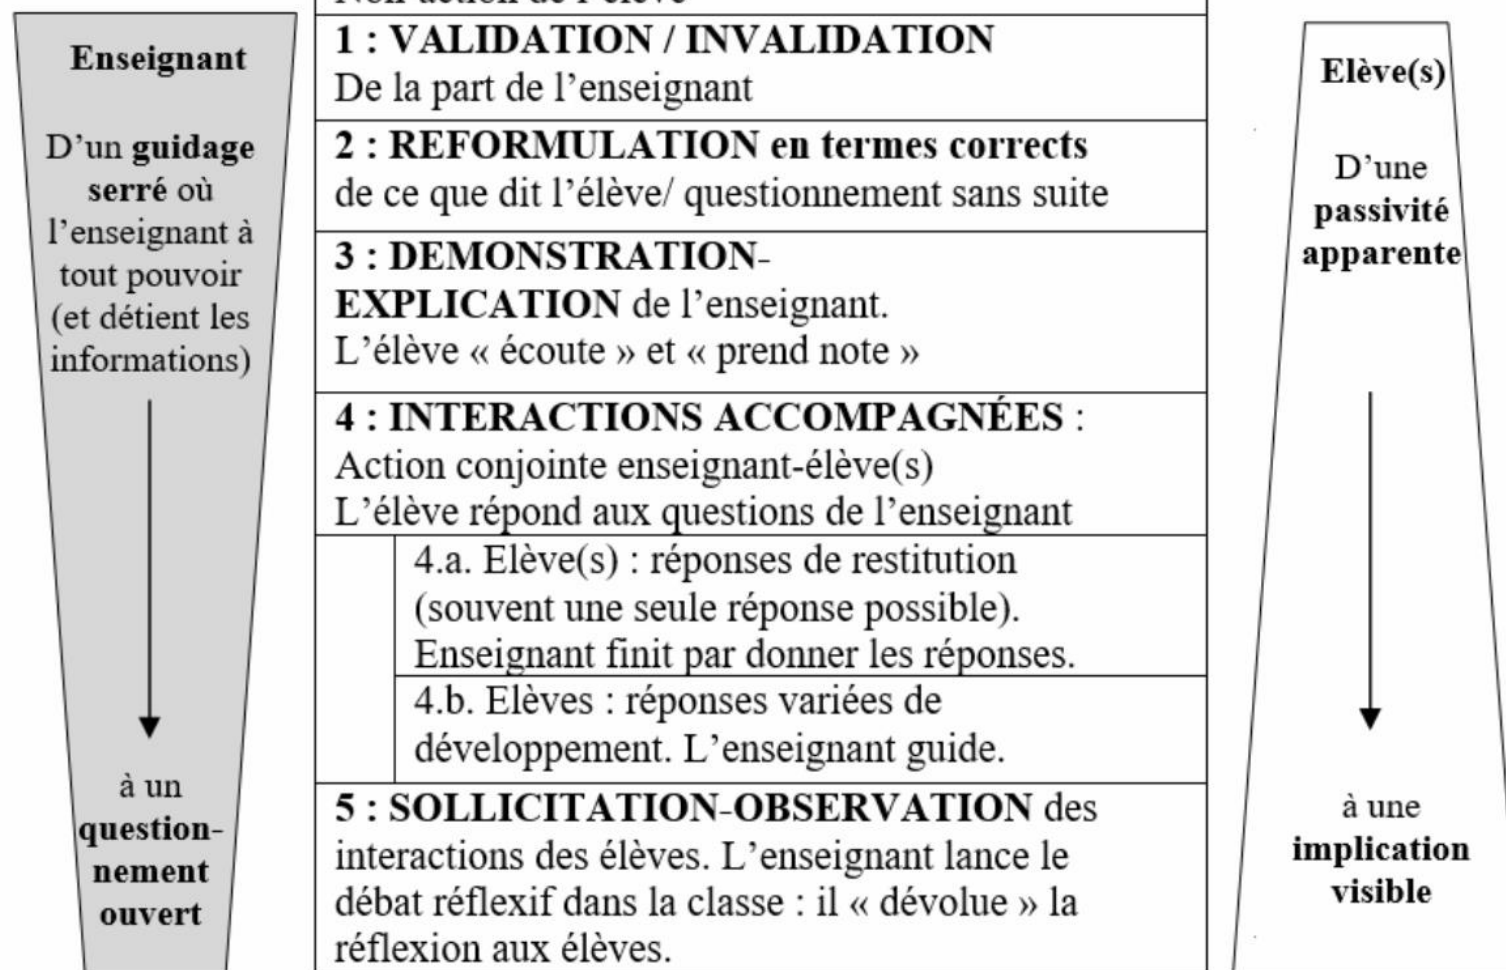 Enseignant
D’un guidage
serré où
l’enseignant à
tout pouvoir
(et détient les
informations)
à un
question-
nement
ouvert
1 : VALIDATION / INVALIDATION
De la part de l’enseignant
2 : REFORMULATION en termes corrects
de ce que dit l’élève/ questionnement sans suite
3 : DEMONSTRATION-
EXPLICATION de l’enseignant.
L’élève « écoute » et « prend note »
4 : INTERACTIONS ACCOMPAGNÉES :
Action conjointe enseignant-élève(s)
L’élève répond aux questions de l’enseignant
4.a. Elève(s) : réponses de restitution
(souvent une seule réponse possible).
Enseignant finit par donner les réponses.
4.b. Elèves : réponses variées de
développement. L’enseignant guide.
5 : SOLLICITATION-OBSERVATION des
interactions des élèves. L’enseignant lance le
débat réflexif dans la classe : il « dévolue » la
réflexion aux élèves.
Elève(s)
D’une
passivité
apparente
à une
implication
visible